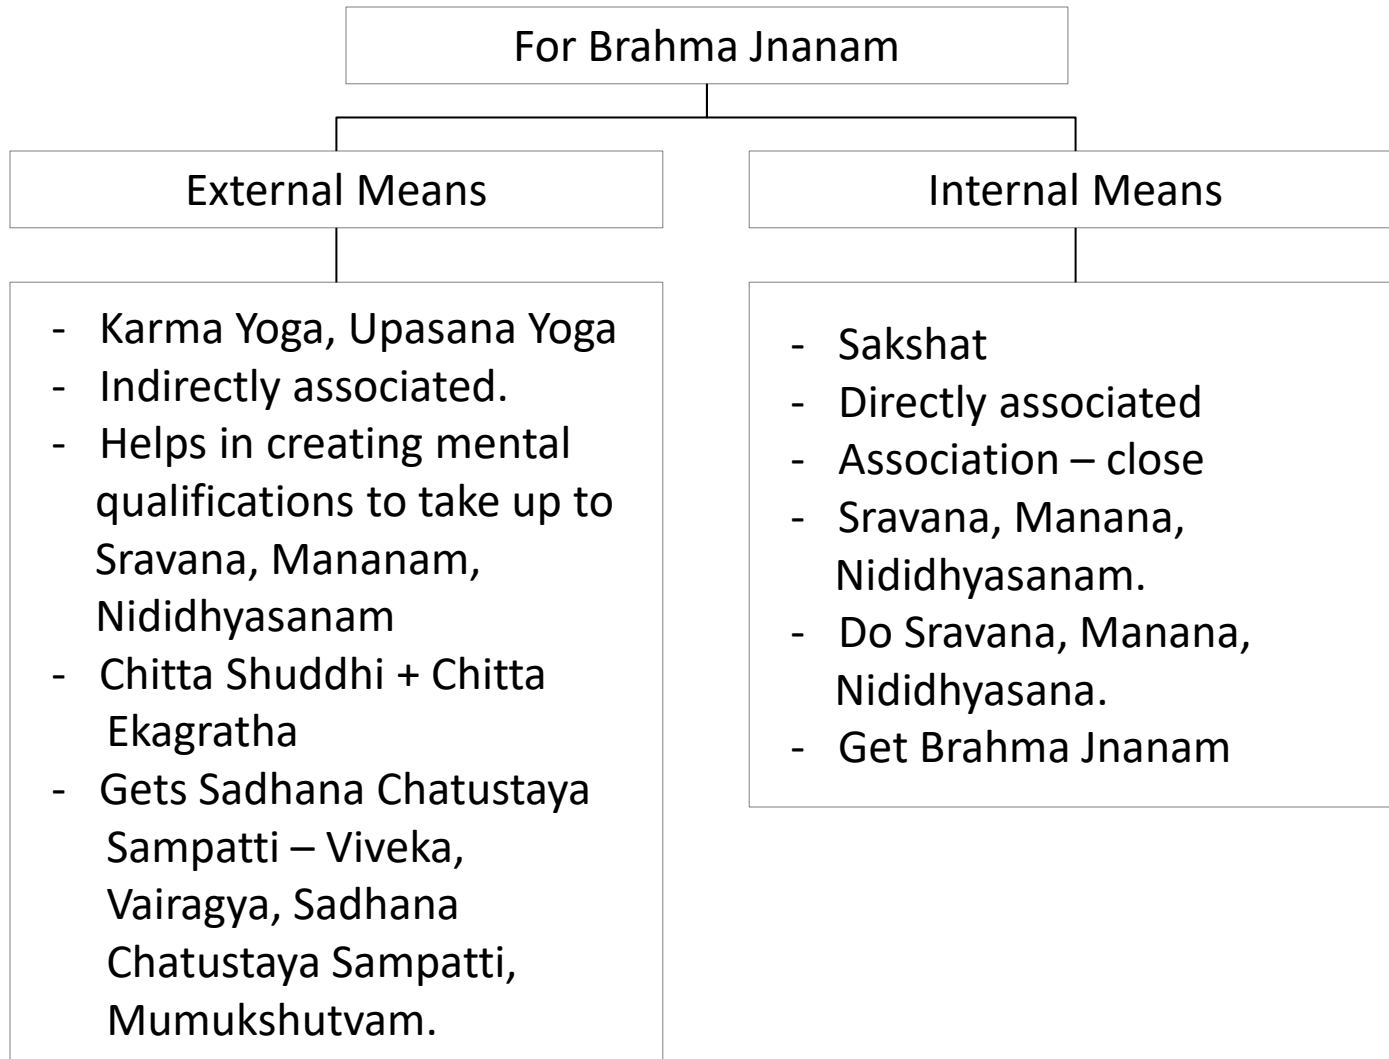 For Brahma Jnanam
External Means
- Karma Yoga, Upasana Yoga
- Indirectly associated.
- Helps in creating mental
qualifications to take up to
Sravana, Mananam,
Nididhyasanam
- Chitta Shuddhi + Chitta
Ekagratha
- Gets Sadhana Chatustaya
Sampatti – Viveka,
Vairagya, Sadhana
Chatustaya Sampatti,
Mumukshutvam.
Internal Means
- Sakshat
- Directly associated
- Association – close
- Sravana, Manana,
Nididhyasanam.
- Do Sravana, Manana,
Nididhyasana.
- Get Brahma Jnanam